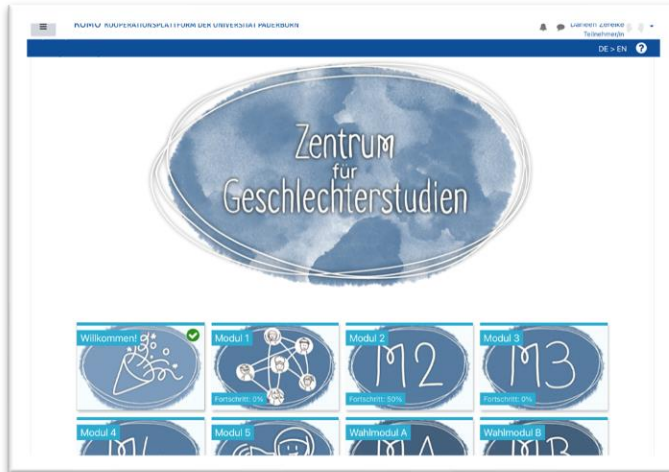 KOOPERATIONSPLATTFORM DER UNIVERSITÄT PADERBORN
Teilnehmer/in
DE > EN ?
Zentrum
für
Geschlechterstudien
Willkommen!
Modul 1
Fortschritt: 0%
Modul 2
M2
Fortschritt: 50%
Modul 3
M3
Fortschritt: 0%
Modul 4
Modul 5
Wahlmodul A
Wahlmodul B